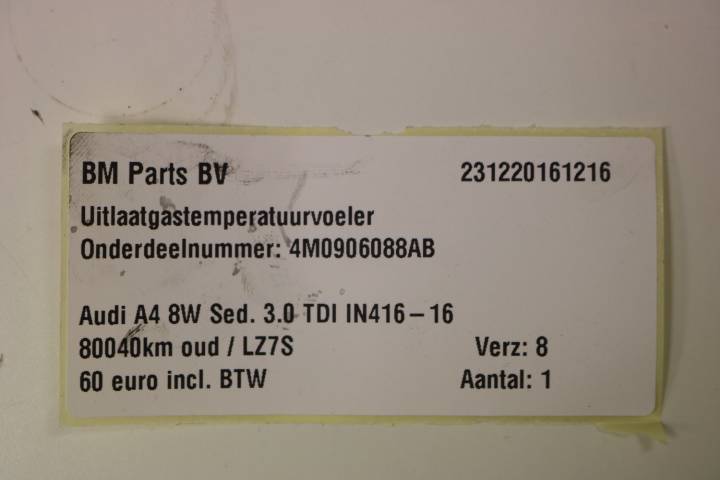 BM Parts BV 231220161216
Uitlaatgastemperatuurvoeler
Onderdeelnummer: 4M0906088AB
Audi A4 8W Sed. 3.0 TDI IN416-16
80040km oud / LZ7S Verz: 8
60 euro incl. BTW Aantal: 1